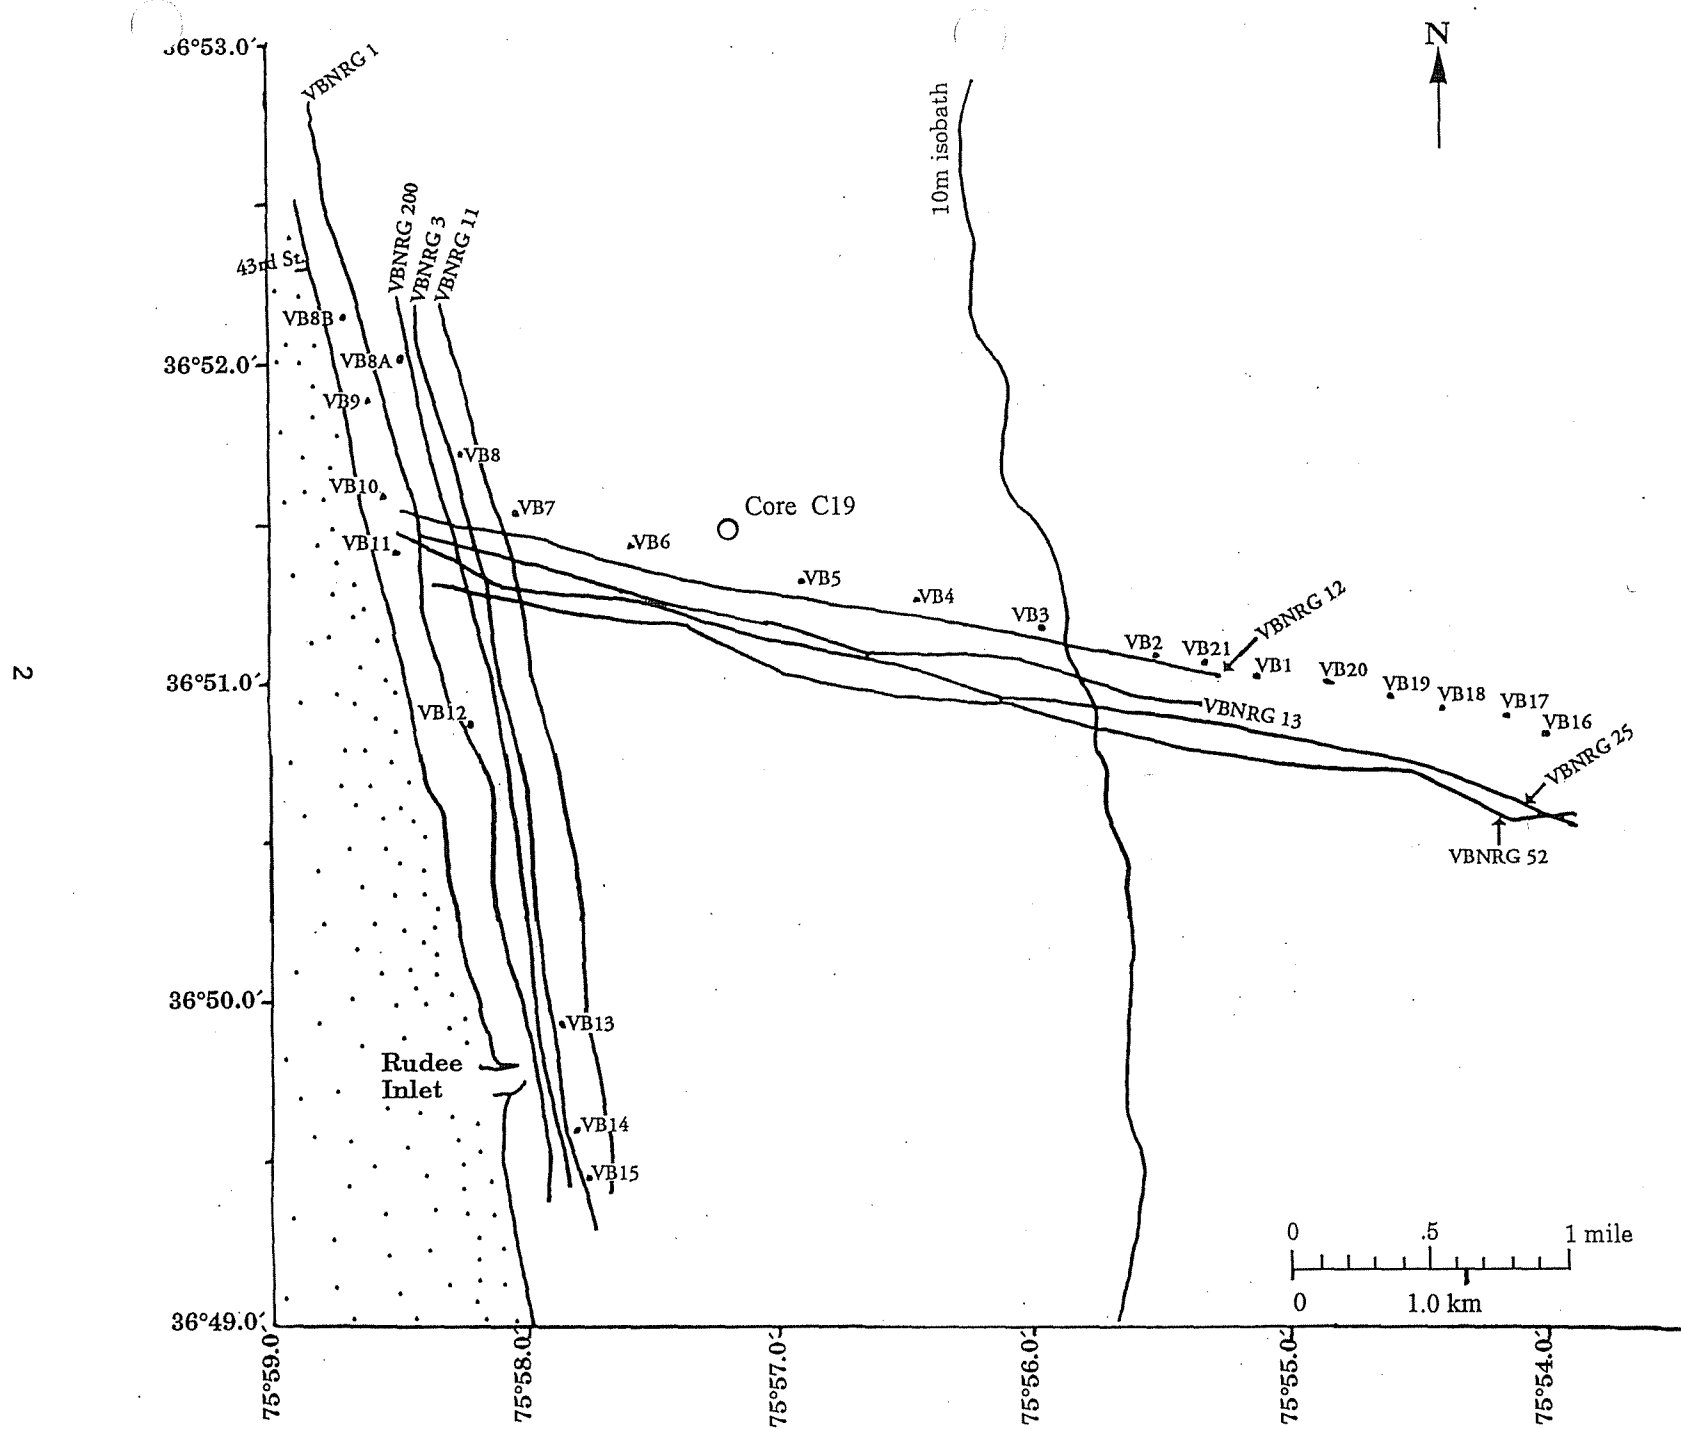 36°53.0′
VBNRG 1
N
10m isobath
VBNRG 200
VBNRG 3
VBNRG 11
43rd St.
VB8B
36°52.0′
VB8A
VB9
VB8
VB10
VB7
Core C19
VB11
VB6
VB5
VB4
VB3
VBNRG 12
VB2
VB21
VB1
VB20
VB19
VB18
VB17
VB16
36°51.0′
2
VB12
VBNRG 13
VBNRG 25
VBNRG 52
36°50.0′
VB13
Rudee
Inlet
VB14
VB15
0 .5 1 mile
0 1.0 km
36°49.0′
75°59.0′
75°58.0′
75°57.0′
75°56.0′
75°55.0′
75°54.0′